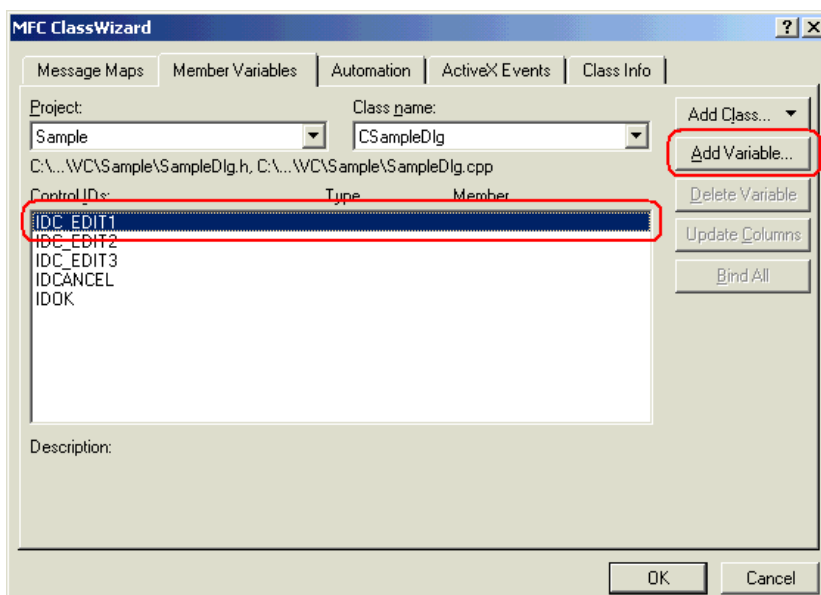 MFC ClassWizard
Message Maps Member Variables Automation ActiveX Events Class Info
Project: Class name:
Sample CSampleDlg
Add Class...
C:\...\VC\Sample\SampleDlg.h, C:\...\VC\Sample\SampleDlg.cpp
Add Variable...
Control IDs: Type Member
Delete Variable
IDC_EDIT1
IDC_EDIT2
Update Columns
IDC_EDIT3
IDCANCEL
Bind All
IDOK
Description:
OK Cancel